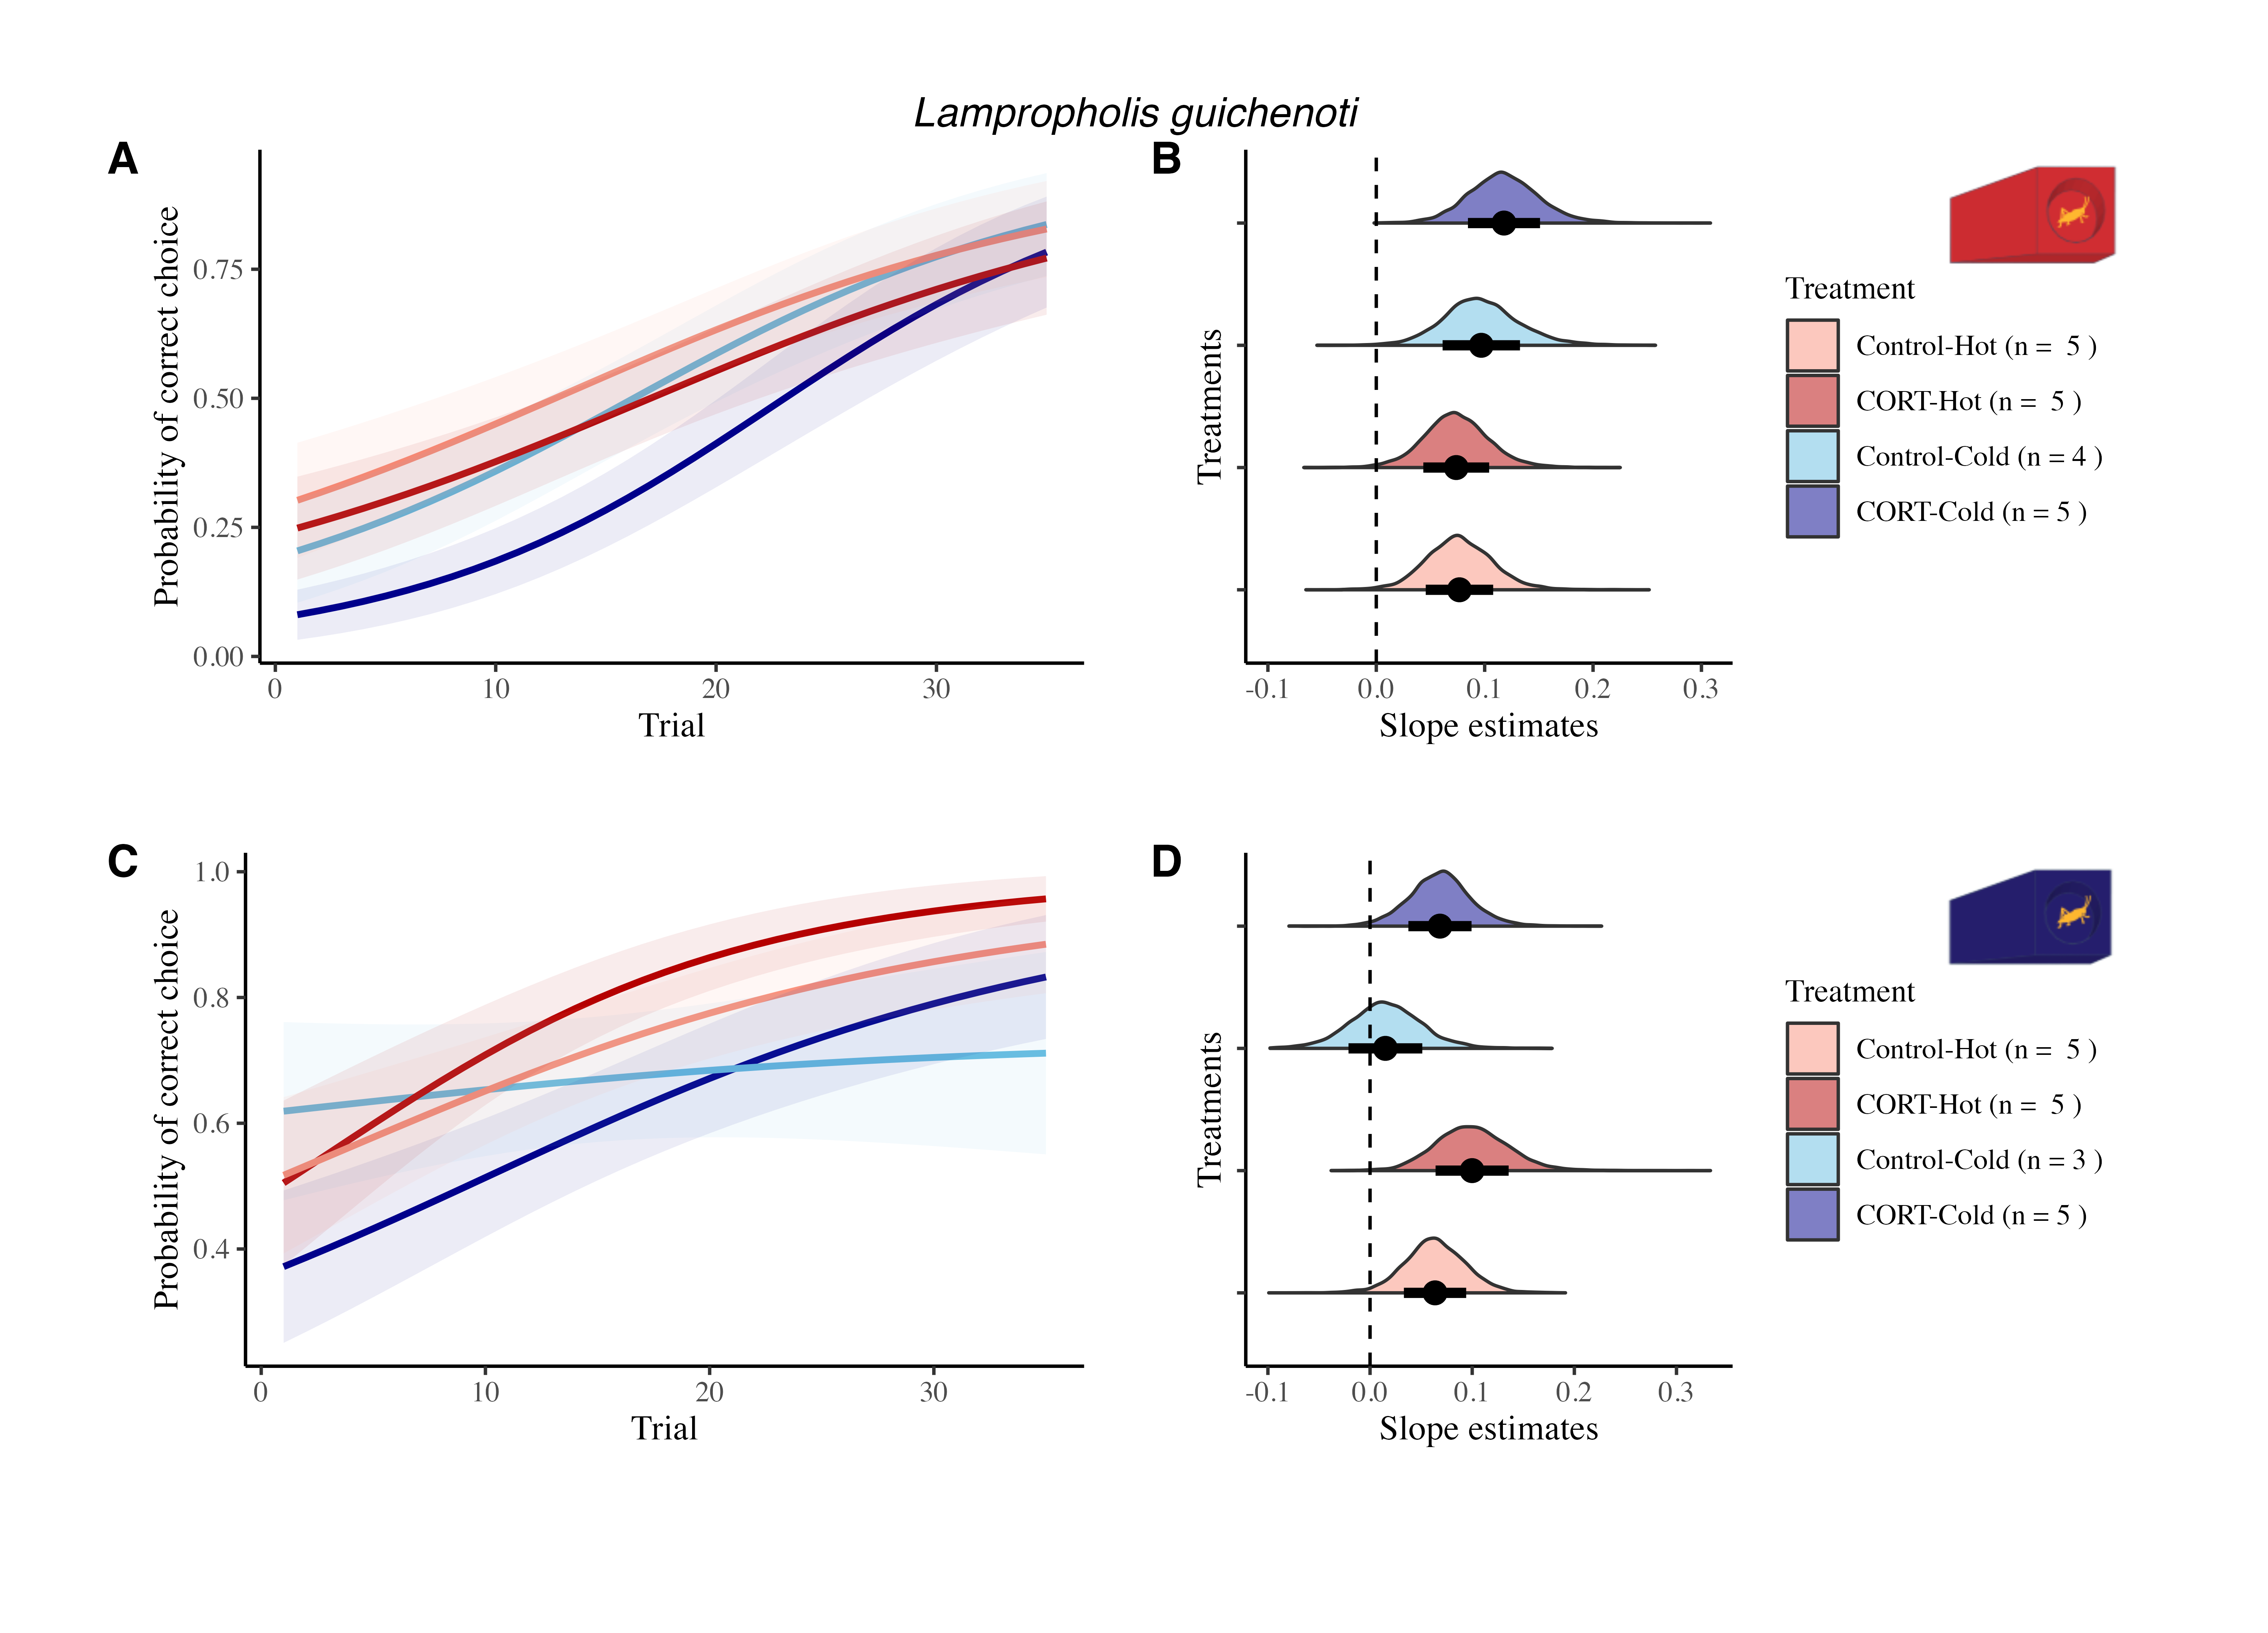 Lampropholis guichenoti
A
Probability of correct choice
0.75
0.50
0.25
0.00
0
10
20
30
Trial
B
Treatments
-0.1
0.0
0.1
0.2
0.3
Slope estimates
Treatment
Control-Hot (n =  5 )
CORT-Hot (n =  5 )
Control-Cold (n = 4 )
CORT-Cold (n = 5 )
C
Probability of correct choice
1.0
0.8
0.6
0.4
0
10
20
30
Trial
D
Treatments
-0.1
0.0
0.1
0.2
0.3
Slope estimates
Treatment
Control-Hot (n =  5 )
CORT-Hot (n =  5 )
Control-Cold (n = 3 )
CORT-Cold (n = 5 )